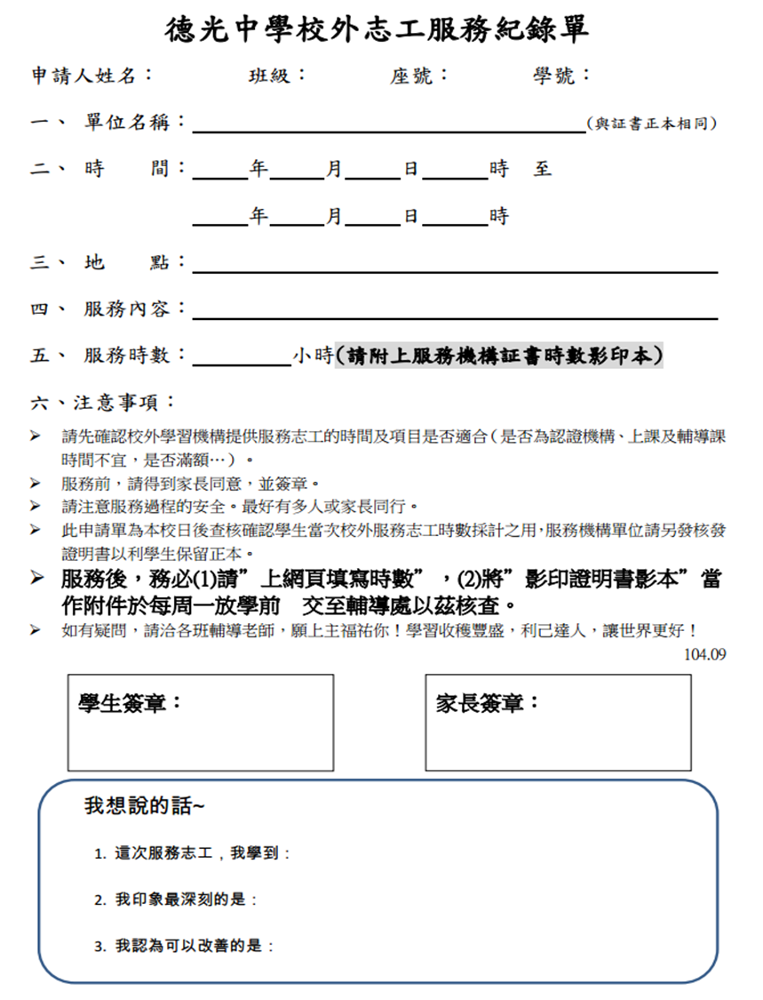 德光中學校外志工服務紀錄單
申請人姓名： 班級： 座號： 學號：
一、 單位名稱：＿＿＿＿＿＿＿＿＿＿＿＿＿＿＿＿＿＿(與証書正本相同)
二、 時　　間：＿＿＿年＿＿＿月＿＿＿日＿＿＿時　至
＿＿＿年＿＿＿月＿＿＿日＿＿＿時
三、 地　　點：＿＿＿＿＿＿＿＿＿＿＿＿＿＿＿＿＿＿＿＿＿＿＿＿
四、 服務內容：＿＿＿＿＿＿＿＿＿＿＿＿＿＿＿＿＿＿＿＿＿＿＿＿
五、 服務時數：＿＿＿＿＿小時(請附上服務機構証書時數影印本)
六、注意事項：
➢ 請先確認校外學習機構提供服務志工的時間及項目是否適合（是否為認證機構、上課及輔導課
時間不宜，是否滿額…）。
➢ 服務前，請得到家長同意，並簽章。
➢ 請注意服務過程的安全。最好有多人或家長同行。
➢ 此申請單為本校日後查核確認學生當次校外服務志工時數採計之用，服務機構單位請另發核發
證明書以利學生保留正本。
➢ 服務後，務必(1)請”上網頁填寫時數”，(2)將”影印證明書影本”當
作附件於每周一放學前　交至輔導處以茲核查。
➢ 如有疑問，請洽各班輔導老師，願上主福祐你！學習收穫豐盛，利己達人，讓世界更好！
104.09
學生簽章：
家長簽章：
我想說的話~
1. 這次服務志工，我學到：
2. 我印象最深刻的是：
3. 我認為可以改善的是：